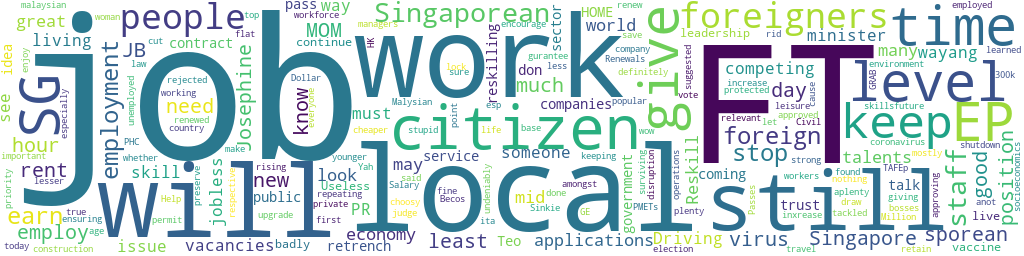 malaysian woman top workforce HK managers malaysian renew woman employed
great people pass way Singaporean HOME foreigners time
idea living JB contract MOM world leadership minister many wayang
job work FT level
SG employment Josephine know reskilling give competing day
need citizen keep EP
hour jobless must much companies foreign stop talents
rent skill may service someone government staff position
will local still
earn new public PR look mid Reskill coming trust talk good
employ issue vacancies economy least Teo applications Driving virus Singapore sporean
retrench badly election travel vaccine
see important priority today construction true ensuring lesser permit especially
cut law unemployed working rejected renewed country PHC whether
Help preserve respective rising upgrade make flat enjoy
Dollar everyone continue Useless repeating private first younger Yah Salary
cheaper lock sure stupid life point base esp Malysian popular
fine Becos choosy judge undeniably ita Sinkie done amongst GE
sector encourage save company gurantee less Renewals definitely don
keeping wow surviving UPMETs plenty disruption operations workers
rid suggested vote increase protected leisure cause relevant let approved Civil
environment GRAB learned 300k skillsfuture coronavirus shutdown mostly
strong found nothing aplenty inxrease draw tackled Million bosses giving
TAFEp approving anot live retain Passes